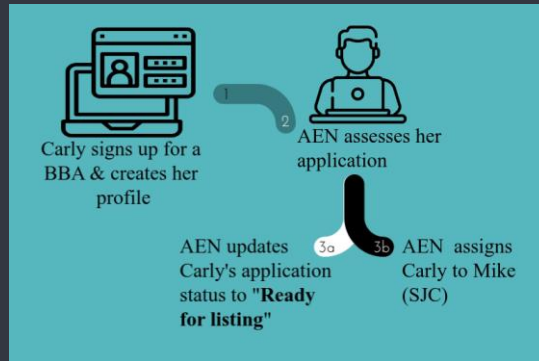 1
2
Carly signs up for a
BBA & creates her
profile
AEN assesses her
application
3a
3b
AEN updates
Carly's application
status to "Ready
for listing"
AEN assigns
Carly to Mike
(SJC)